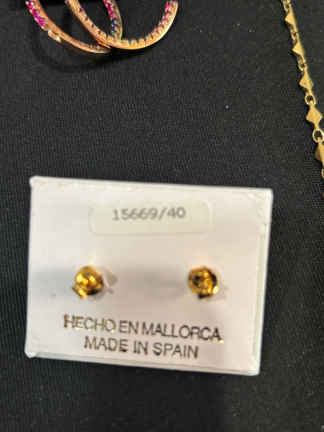 15669/40
HECHO EN MALLORCA
MADE IN SPAIN